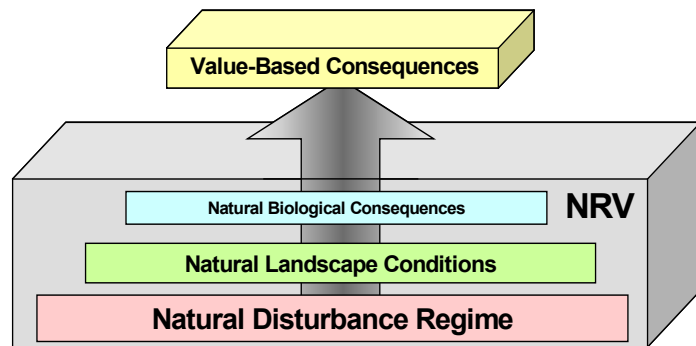 Value-Based Consequences
Natural Biological Consequences
NRV
Natural Landscape Conditions
Natural Disturbance Regime